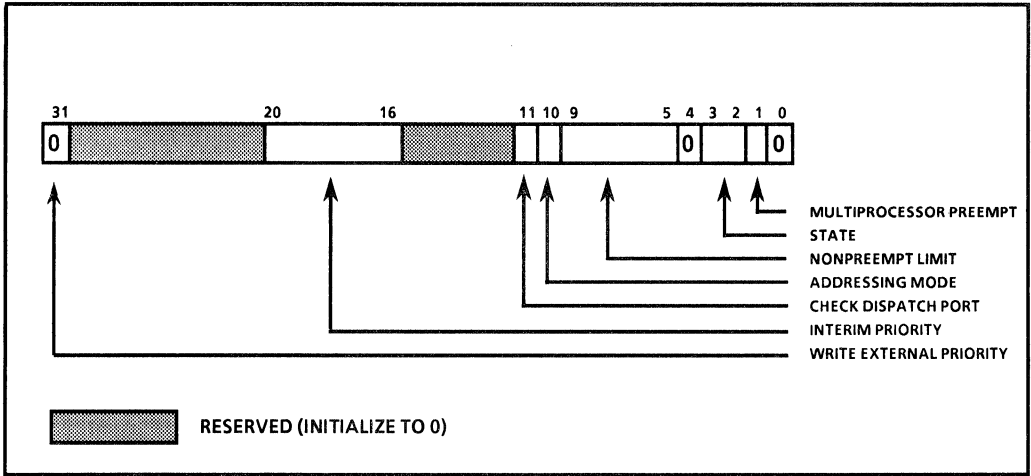 31 20 16 11 10 9 5 4 3 2 1 0
0 0 0
MULTIPROCESSOR PREEMPT
STATE
NONPREEMPT LIMIT
ADDRESSING MODE
CHECK DISPATCH PORT
INTERIM PRIORITY
WRITE EXTERNAL PRIORITY
RESERVED (INITIALIZE TO 0)